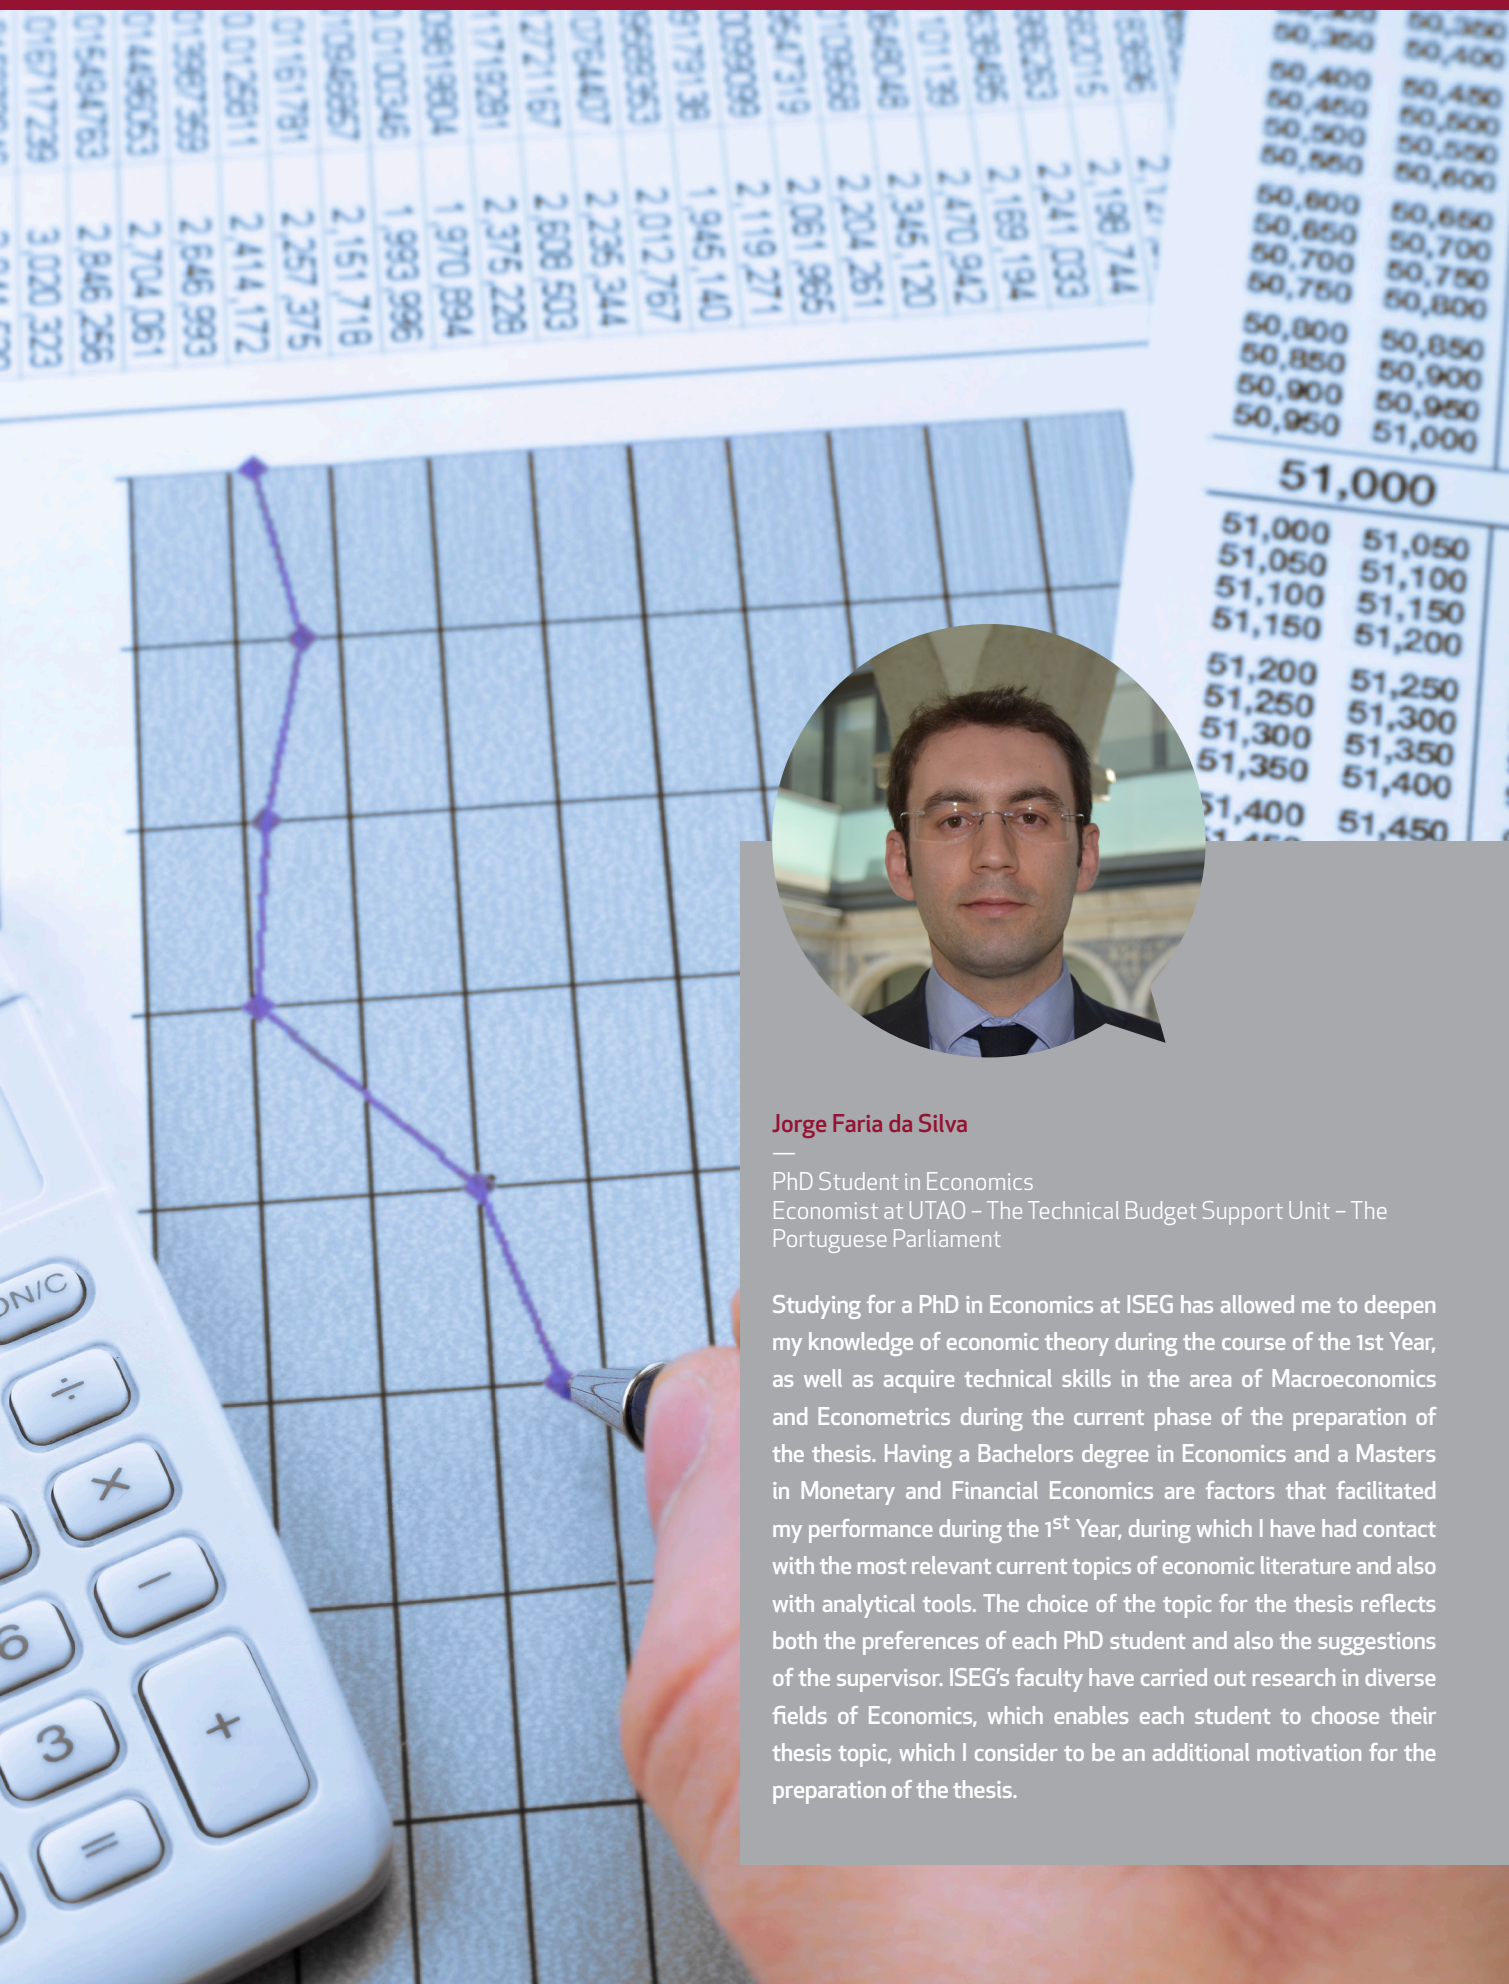 2,846,256
2,704,061
2,646,993
2,414,172
2,257,375
2,151,718
1,993,996
1,970,894
2,375,228
2,608,503
2,235,344
2,012,767
1,945,140
2,119,271
2,061,965
2,204,261
2,345,120
2,470,942
2,169,194
2,241,033
2,198,744
50,350 50,400
50,400 50,450
50,450 50,500
50,500 50,550
50,550 50,600
50,600 50,650
50,650 50,700
50,700 50,750
50,750 50,800
50,800 50,850
50,850 50,900
50,900 50,950
50,950 51,000
51,000
51,000 51,050
51,050 51,100
51,100 51,150
51,150 51,200
51,200 51,250
51,250 51,300
51,300 51,350
51,350 51,400
51,400 51,450
ON/C
÷
×
−
6
+
3
=
Jorge Faria da Silva
—
PhD Student in Economics
Economist at UTAO – The Technical Budget Support Unit – The
Portuguese Parliament
Studying for a PhD in Economics at ISEG has allowed me to deepen
my knowledge of economic theory during the course of the 1st Year,
as well as acquire technical skills in the area of Macroeconomics
and Econometrics during the current phase of the preparation of
the thesis. Having a Bachelors degree in Economics and a Masters
in Monetary and Financial Economics are factors that facilitated
my performance during the 1st Year, during which I have had contact
with the most relevant current topics of economic literature and also
with analytical tools. The choice of the topic for the thesis reflects
both the preferences of each PhD student and also the suggestions
of the supervisor. ISEG’s faculty have carried out research in diverse
fields of Economics, which enables each student to choose their
thesis topic, which I consider to be an additional motivation for the
preparation of the thesis.